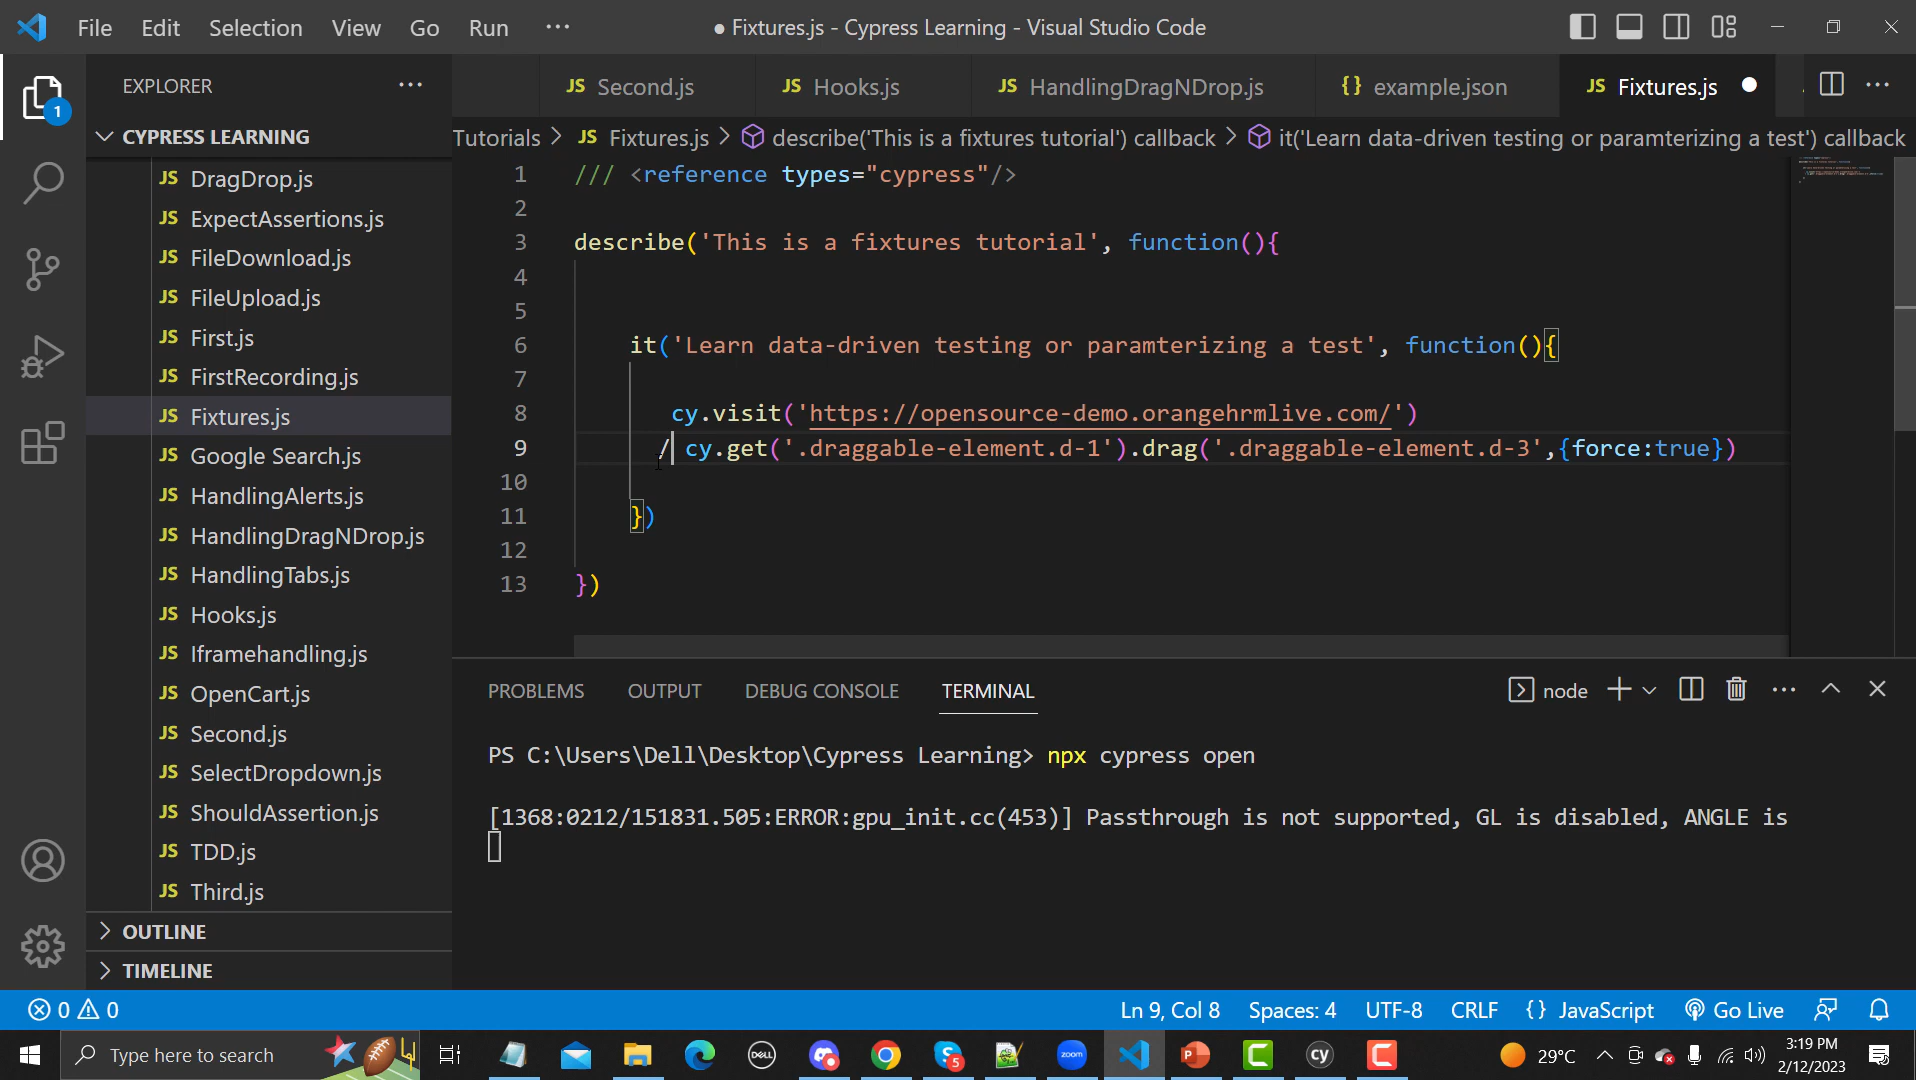 File Edit Selection View Go Run ··· ● Fixtures.js - Cypress Learning - Visual Studio Code
1
EXPLORER ···
CYPRESS LEARNING
JS DragDrop.js
JS ExpectAssertions.js
JS FileDownload.js
JS FileUpload.js
JS First.js
JS FirstRecording.js
JS Fixtures.js
JS Google Search.js
JS HandlingAlerts.js
JS HandlingDragNDrop.js
JS HandlingTabs.js
JS Hooks.js
JS Iframehandling.js
JS OpenCart.js
JS Second.js
JS SelectDropdown.js
JS ShouldAssertion.js
JS TDD.js
JS Third.js
OUTLINE
TIMELINE
JS Second.js JS Hooks.js JS HandlingDragNDrop.js {} example.json JS Fixtures.js ●
Tutorials > JS Fixtures.js > describe('This is a fixtures tutorial') callback > it('Learn data-driven testing or paramterizing a test') callback
1 /// <reference types="cypress"/>
2
3 describe('This is a fixtures tutorial', function(){
4
5
6 it('Learn data-driven testing or paramterizing a test', function(){
7
8 cy.visit('https://opensource-demo.orangehrmlive.com/')
9 / cy.get('.draggable-element.d-1').drag('.draggable-element.d-3',{force:true})
10
11 })
12
13 })
PROBLEMS OUTPUT DEBUG CONSOLE TERMINAL node
PS C:\Users\Dell\Desktop\Cypress Learning> npx cypress open
[1368:0212/151831.505:ERROR:gpu_init.cc(453)] Passthrough is not supported, GL is disabled, ANGLE is
0 0 Ln 9, Col 8 Spaces: 4 UTF-8 CRLF {} JavaScript Go Live
Type here to search DELL 5 zoom P C cy C 29°C 3:19 PM
2/12/2023